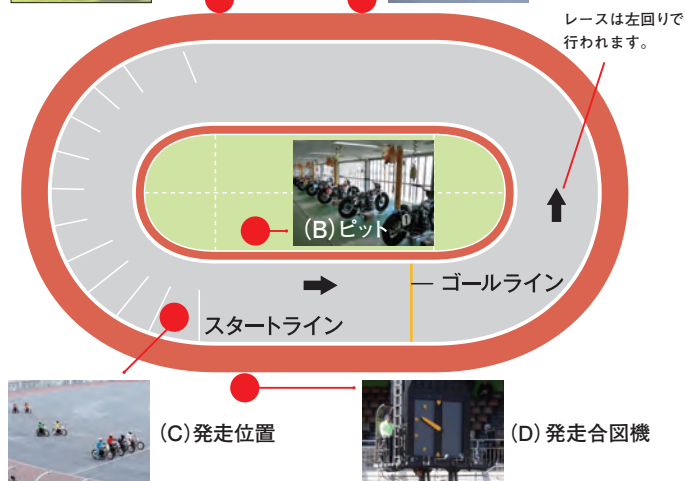 レースは左回りで
行われます。
(B)ピット
ゴールライン
スタートライン
(C)発走位置
(D)発走合図機